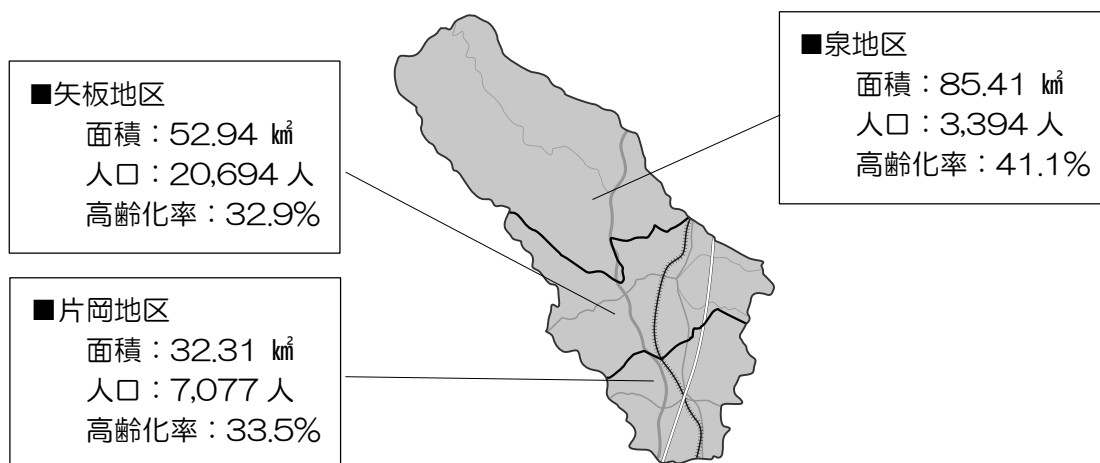 ■矢板地区
面積：52.94 ㎢
人口：20,694 人
高齢化率：32.9%
■片岡地区
面積：32.31 ㎢
人口：7,077 人
高齢化率：33.5%
■泉地区
面積：85.41 ㎢
人口：3,394 人
高齢化率：41.1%